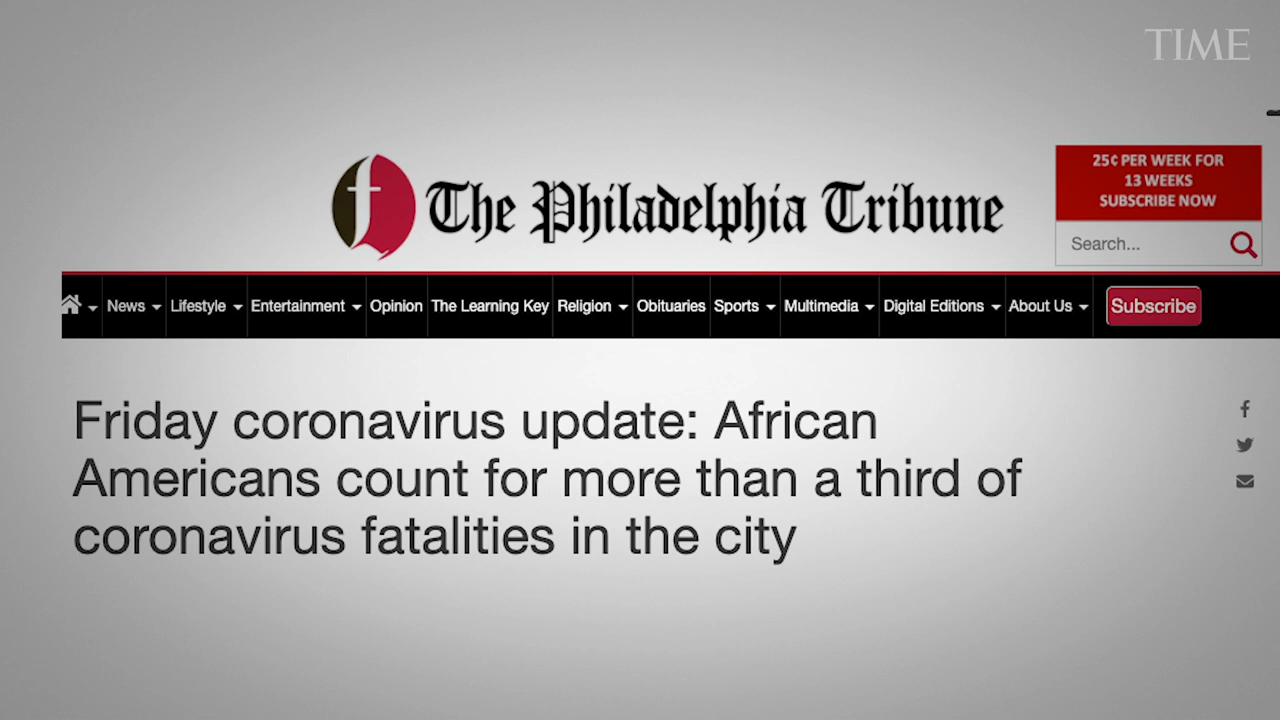 TIME
The Philadelphia Tribune
25¢ PER WEEK FOR
13 WEEKS
SUBSCRIBE NOW
Search...
News Lifestyle Entertainment Opinion The Learning Key Religion Obituaries Sports Multimedia Digital Editions About Us Subscribe
Friday coronavirus update: African
Americans count for more than a third of
coronavirus fatalities in the city